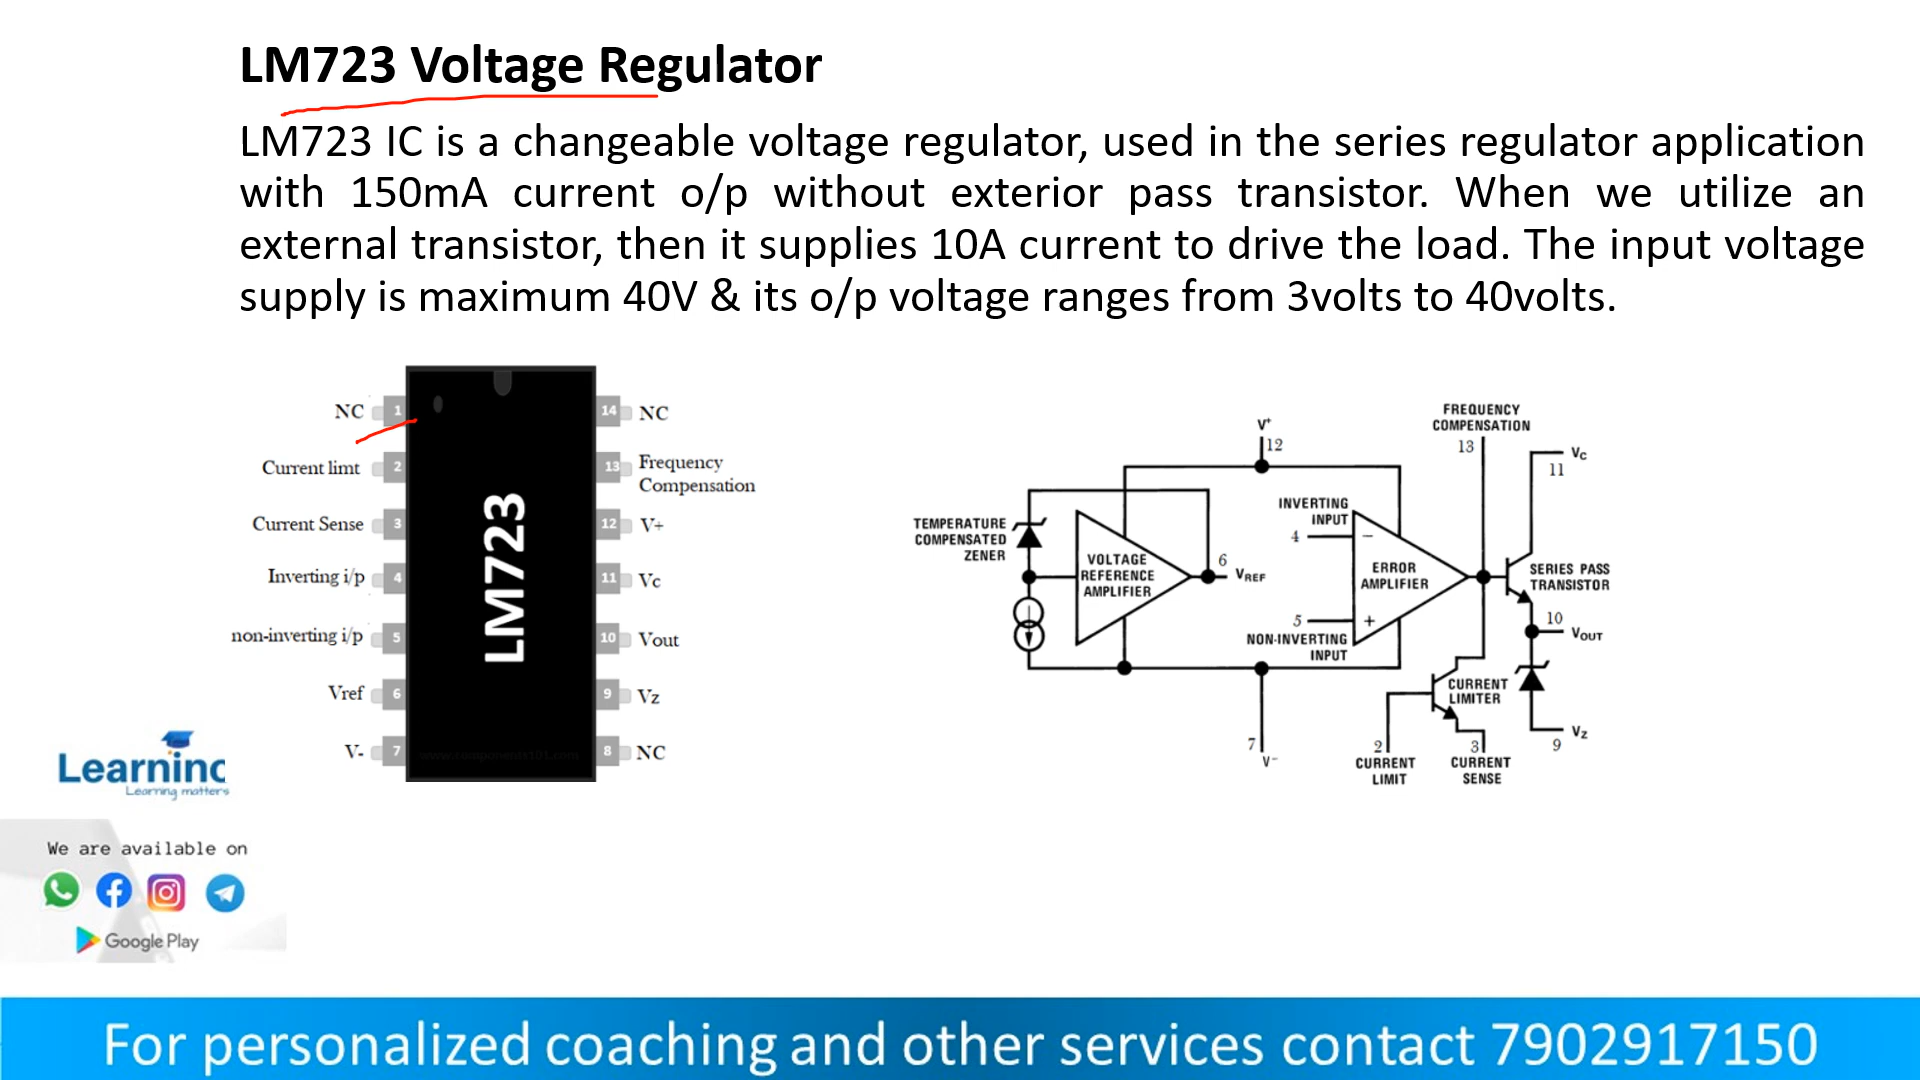 LM723 Voltage Regulator
LM723 IC is a changeable voltage regulator, used in the series regulator application
with 150mA current o/p without exterior pass transistor. When we utilize an
external transistor, then it supplies 10A current to drive the load. The input voltage
supply is maximum 40V & its o/p voltage ranges from 3volts to 40volts.
NC 1
Current limt 2
Current Sense 3
Inverting i/p 4
non-inverting i/p 5
Vref 6
V- 7
LM723
www.components101.com
14 NC
13 Frequency
Compensation
12 V+
11 Vc
10 Vout
9 Vz
8 NC
FREQUENCY
COMPENSATION
13
V+
12
VC
11
INVERTING
INPUT
4
TEMPERATURE
COMPENSATED
ZENER
VOLTAGE
REFERENCE
AMPLIFIER
6
VREF
ERROR
AMPLIFIER
SERIES PASS
TRANSISTOR
5
NON-INVERTING
INPUT
10
VOUT
CURRENT
LIMITER
VZ
9
7
V−
2
CURRENT
LIMIT
3
CURRENT
SENSE
Learninc
Learning matters
We are available on
Google Play
For personalized coaching and other services contact 7902917150